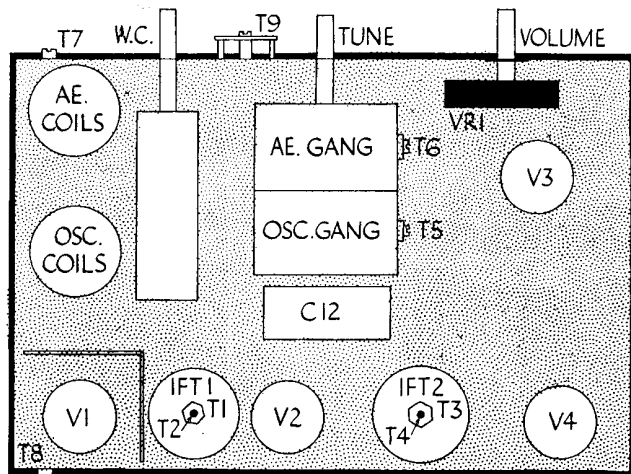 T7
W.C.
T9
TUNE
VOLUME
AE.
COILS
AE. GANG
T6
VR1
V3
OSC.
COILS
OSC.GANG
T5
C12
IFT1
T1
T2
IFT2
T3
T4
V1
V2
V4
T8